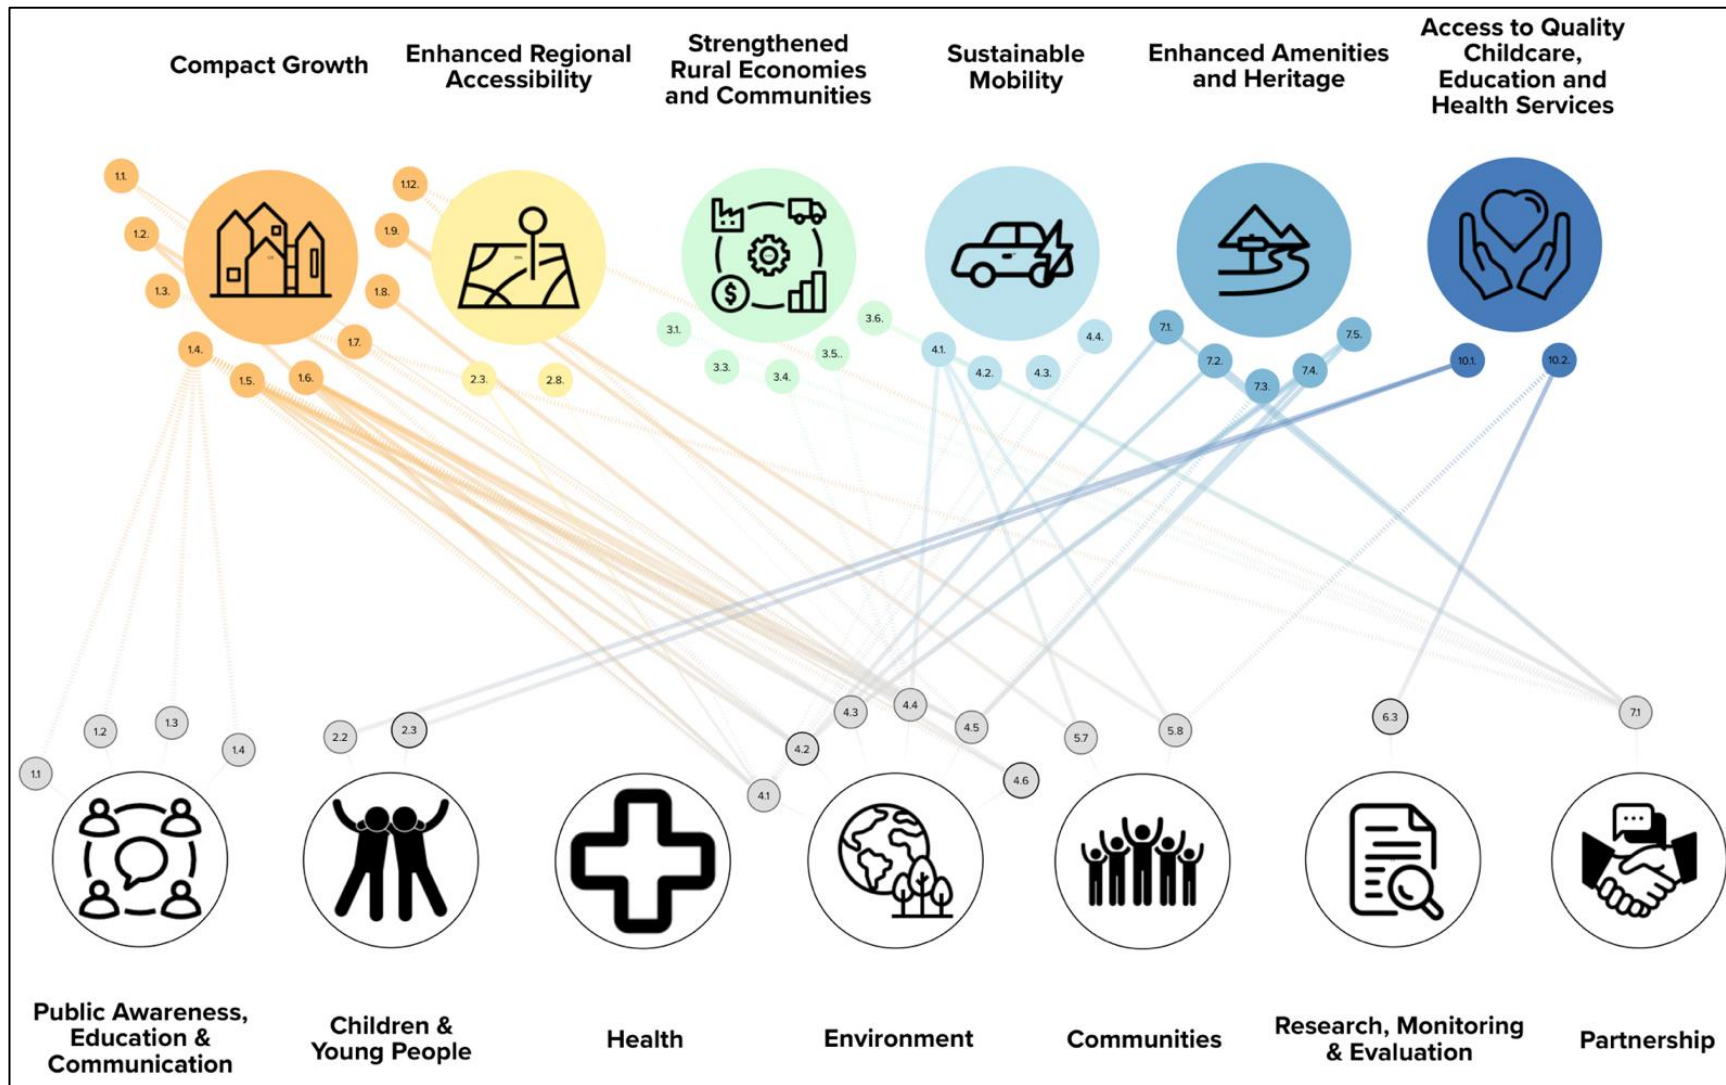 Compact Growth
Enhanced Regional
Accessibility
Strengthened
Rural Economies
and Communities
Sustainable
Mobility
Enhanced Amenities
and Heritage
Access to Quality
Childcare,
Education and
Health Services
1.1.
1.2.
1.3.
1.4.
1.5.
1.6.
1.7.
1.8.
1.9.
1.12.
2.3.
2.8.
3.1.
3.3.
3.4.
3.5..
3.6.
4.1.
4.2.
4.3.
4.4.
7.1.
7.2.
7.3.
7.4.
7.5.
10.1.
10.2.
$
1.1
1.2
1.3
1.4
2.2
2.3
4.1
4.2
4.3
4.4
4.5
4.6
5.7
5.8
6.3
7.1
Public Awareness,
Education &
Communication
Children &
Young People
Health
Environment
Communities
Research, Monitoring
& Evaluation
Partnership